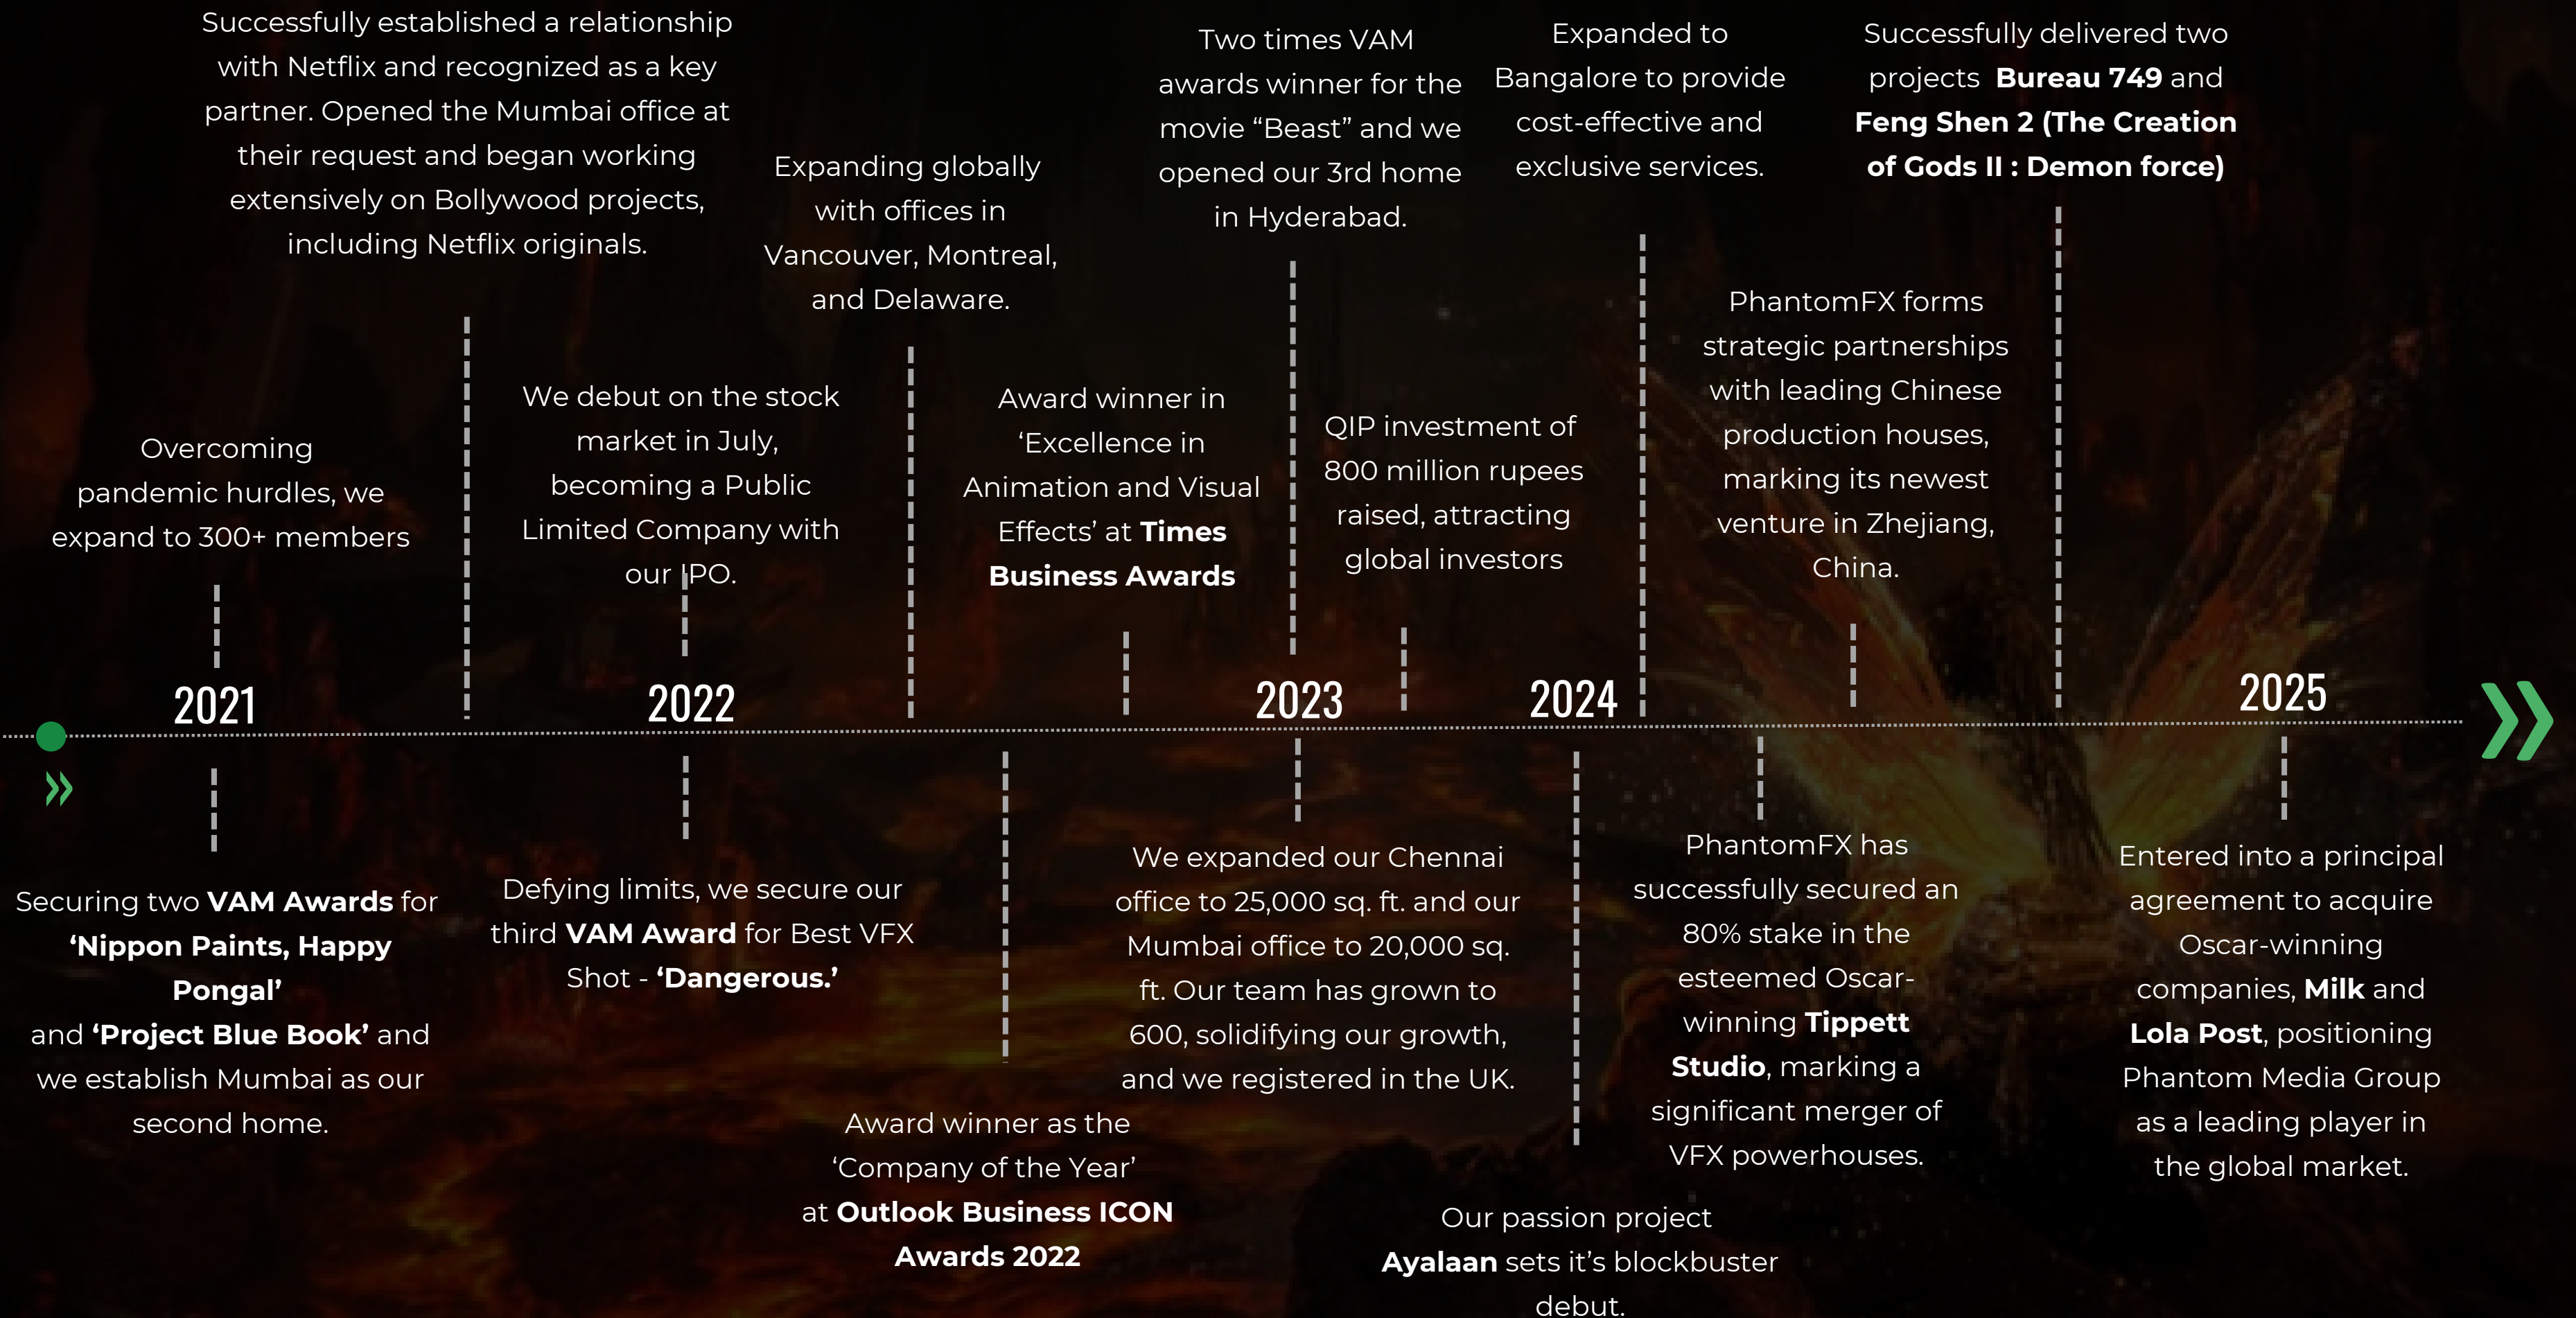 Successfully established a relationship
with Netflix and recognized as a key
partner. Opened the Mumbai office at
their request and began working
extensively on Bollywood projects,
including Netflix originals.
Expanding globally
with offices in
Vancouver, Montreal,
and Delaware.
Two times VAM
awards winner for the
movie “Beast” and we
opened our 3rd home
in Hyderabad.
Expanded to
Bangalore to provide
cost-effective and
exclusive services.
Successfully delivered two
projects Bureau 749 and
Feng Shen 2 (The Creation
of Gods II : Demon force)
Overcoming
pandemic hurdles, we
expand to 300+ members
We debut on the stock
market in July,
becoming a Public
Limited Company with
our IPO.
Award winner in
‘Excellence in
Animation and Visual
Effects’ at Times
Business Awards
QIP investment of
800 million rupees
raised, attracting
global investors
PhantomFX forms
strategic partnerships
with leading Chinese
production houses,
marking its newest
venture in Zhejiang,
China.
2021
2022
2023
2024
2025
Securing two VAM Awards for
‘Nippon Paints, Happy
Pongal’
and ‘Project Blue Book’ and
we establish Mumbai as our
second home.
Defying limits, we secure our
third VAM Award for Best VFX
Shot - ‘Dangerous.’
Award winner as the
‘Company of the Year’
at Outlook Business ICON
Awards 2022
We expanded our Chennai
office to 25,000 sq. ft. and our
Mumbai office to 20,000 sq.
ft. Our team has grown to
600, solidifying our growth,
and we registered in the UK.
Our passion project
Ayalaan sets it’s blockbuster
debut.
PhantomFX has
successfully secured an
80% stake in the
esteemed Oscar-
winning Tippett
Studio, marking a
significant merger of
VFX powerhouses.
Entered into a principal
agreement to acquire
Oscar-winning
companies, Milk and
Lola Post, positioning
Phantom Media Group
as a leading player in
the global market.